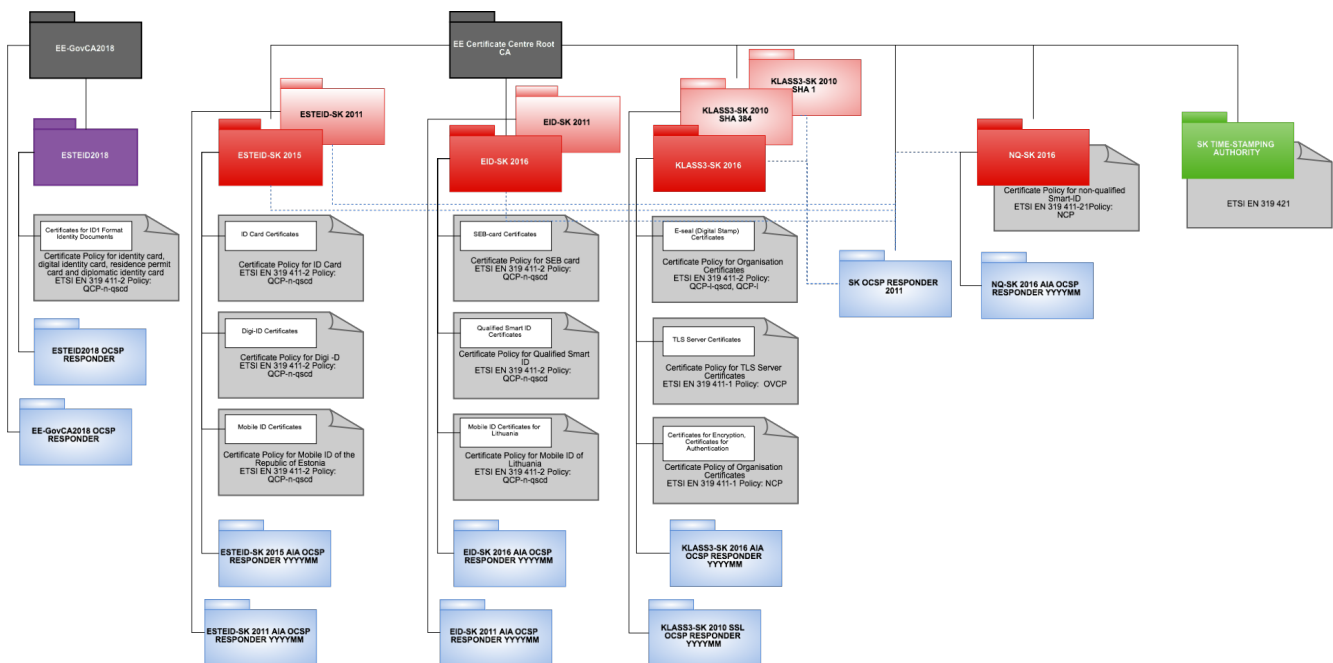 EE-GovCA2018
EE Certificate Centre Root
CA
KLASS3-SK 2010
SHA 1
ESTEID-SK 2011
EID-SK 2011
KLASS3-SK 2010
SHA 384
ESTEID2018
ESTEID-SK 2015
EID-SK 2016
KLASS3-SK 2016
NQ-SK 2016
SK TIME-STAMPING
AUTHORITY
Certificate Policy for non-qualified
Smart-ID
ETSI EN 319 411-21Policy:
NCP
ETSI EN 319 421
Certificates for ID1 Format
Identity Documents
Certificate Policy for identity card,
digital identity card, residence permit
card and diplomatic identity card
ETSI EN 319 411-2 Policy:
QCP-n-qscd
ID Card Certificates
Certificate Policy for ID Card
ETSI EN 319 411-2 Policy:
QCP-n-qscd
SEB-card Certificates
Certificate Policy for SEB card
ETSI EN 319 411-2 Policy:
QCP-n-qscd
E-seal (Digital Stamp)
Certificates
Certificate Policy for Organisation
Certificates
ETSI EN 319 411-2 Policy:
QCP-l-qscd, QCP-l
SK OCSP RESPONDER
2011
NQ-SK 2016 AIA OCSP
RESPONDER YYYYMM
ESTEID2018 OCSP
RESPONDER
Digi-ID Certificates
Certificate Policy for Digi -D
ETSI EN 319 411-2 Policy:
QCP-n-qscd
Qualified Smart ID
Certificates
Certificate Policy for Qualified Smart
ID
ETSI EN 319 411-2 Policy:
QCP-n-qscd
TLS Server Certificates
Certificate Policy for TLS Server
Certificates
ETSI EN 319 411-1 Policy: OVCP
EE-GovCA2018 OCSP
RESPONDER
Mobile ID Certificates
Certificate Policy for Mobile ID of the
Republic of Estonia
ETSI EN 319 411-2 Policy:
QCP-n-qscd
Mobile ID Certificates for
Lithuania
Certificate Policy for Mobile ID of
Lithuania
ETSI EN 319 411-2 Policy:
QCP-n-qscd
Certificates for Encryption,
Certificates for
Authentication
Certificate Policy of Organisation
Certificates
ETSI EN 319 411-1 Policy: NCP
ESTEID-SK 2015 AIA OCSP
RESPONDER YYYYMM
EID-SK 2016 AIA OCSP
RESPONDER YYYYMM
KLASS3-SK 2016 AIA
OCSP RESPONDER
YYYYMM
ESTEID-SK 2011 AIA OCSP
RESPONDER YYYYMM
EID-SK 2011 AIA OCSP
RESPONDER YYYYMM
KLASS3-SK 2010 SSL
OCSP RESPONDER
YYYYMM